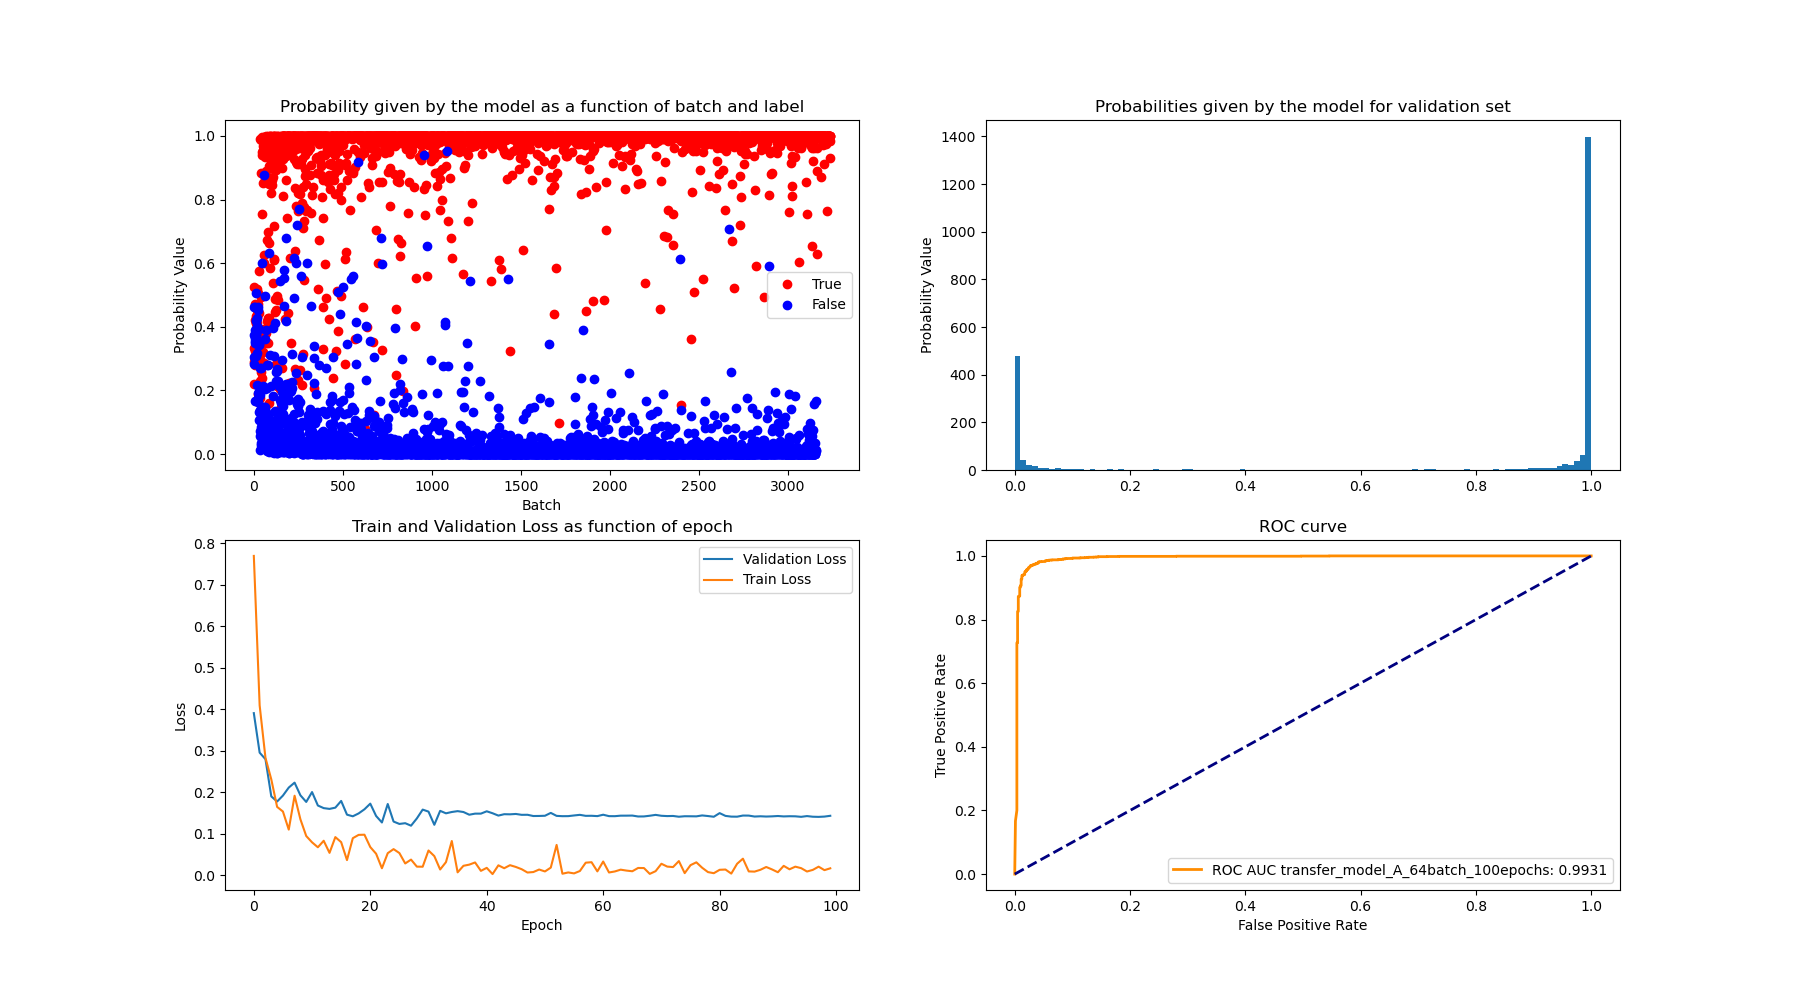 Probability given by the model as a function of batch and label
1.0
0.8
0.6
0.4
0.2
0.0
Probability Value
True
False
0 500 1000 1500 2000 2500 3000
Batch
Probabilities given by the model for validation set
1400
1200
1000
800
600
400
200
0
Probability Value
0.0 0.2 0.4 0.6 0.8 1.0
Train and Validation Loss as function of epoch
0.8
0.7
0.6
0.5
0.4
0.3
0.2
0.1
0.0
Loss
Validation Loss
Train Loss
0 20 40 60 80 100
Epoch
ROC curve
1.0
0.8
0.6
0.4
0.2
0.0
True Positive Rate
ROC AUC transfer_model_A_64batch_100epochs: 0.9931
0.0 0.2 0.4 0.6 0.8 1.0
False Positive Rate